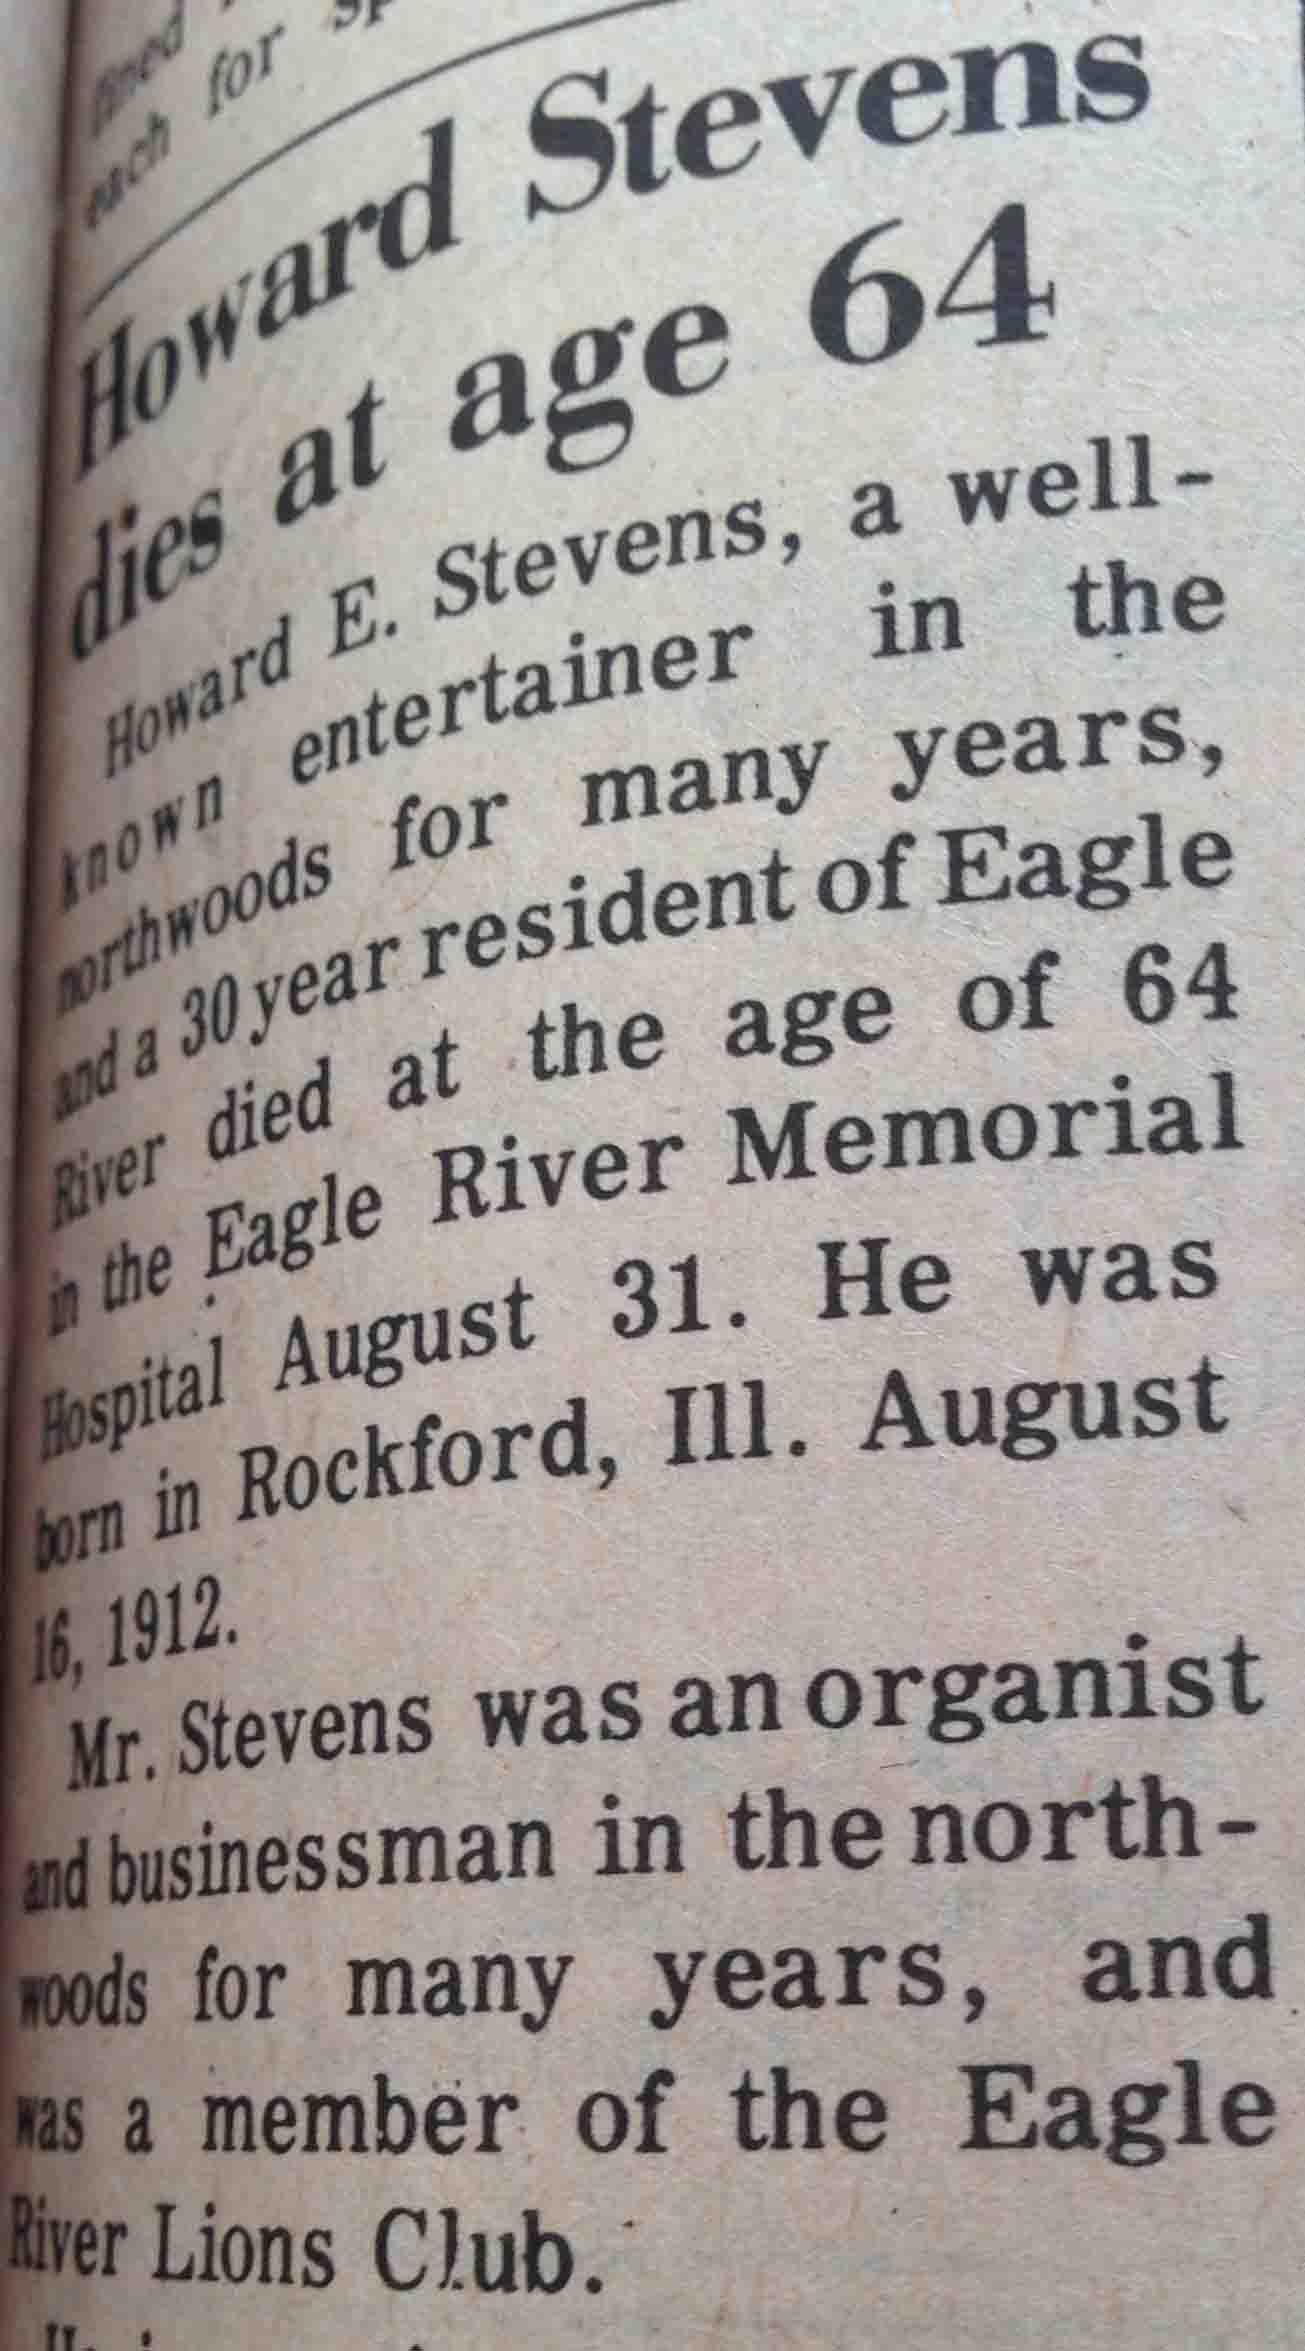 fined
each for sp
Howard Stevens
dies at age 64
Howard E. Stevens, a well-
known entertainer in the
northwoods for many years,
and a 30 year resident of Eagle
River died at the age of 64
in the Eagle River Memorial
Hospital August 31. He was
born in Rockford, Ill. August
16, 1912.
Mr. Stevens was an organist
and businessman in the north-
woods for many years, and
was a member of the Eagle
River Lions Club.